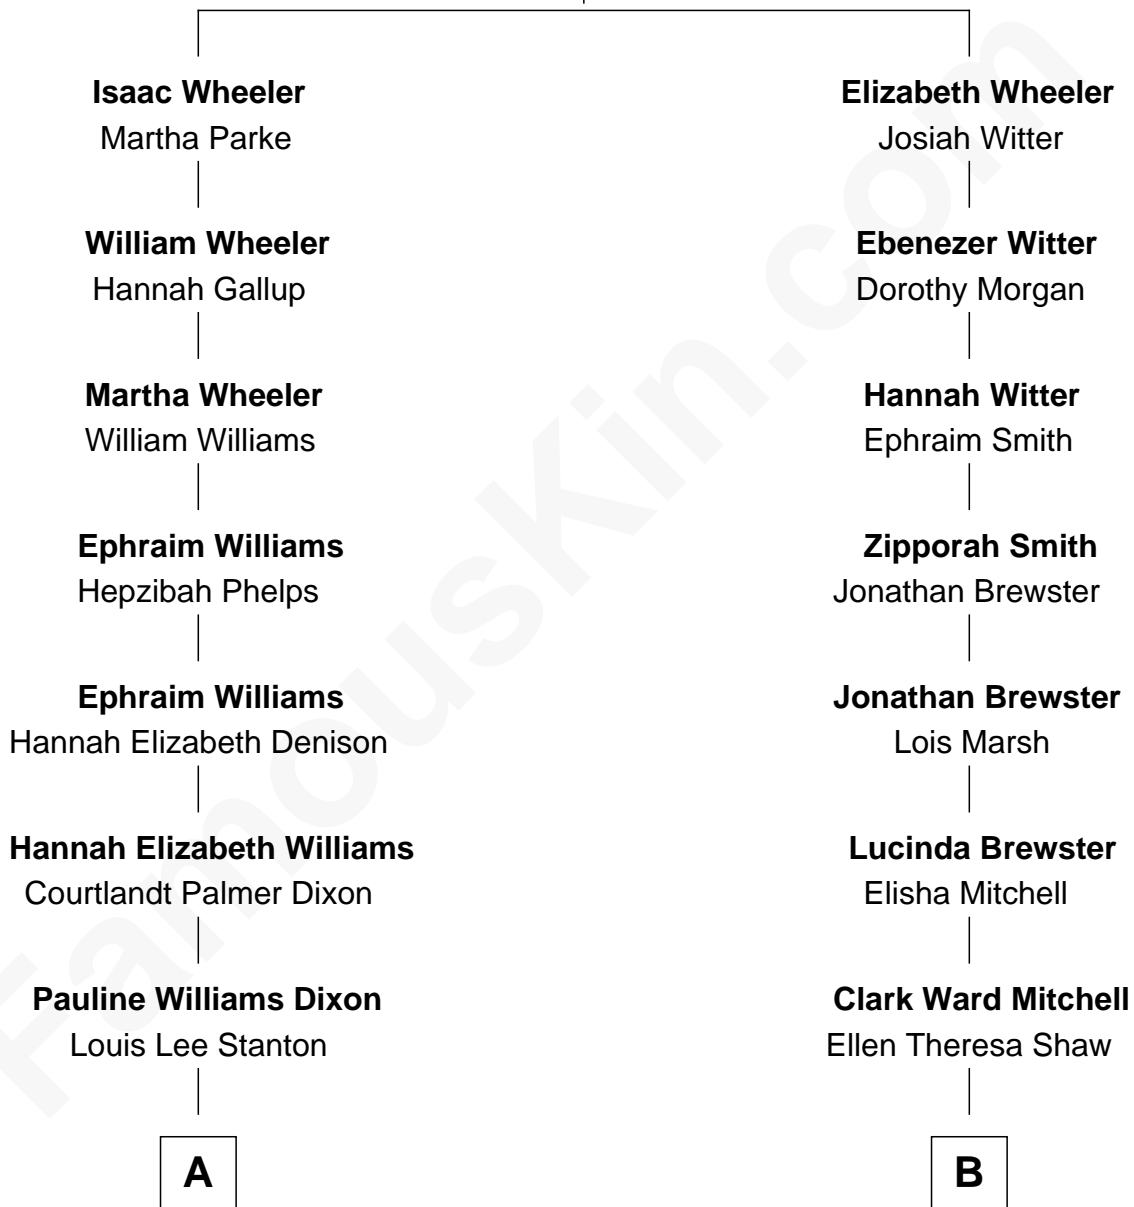 Isaac Wheeler
Martha Parke
William Wheeler
Hannah Gallup
Martha Wheeler
William Williams
Ephraim Williams
Hepzibah Phelps
Ephraim Williams
Hannah Elizabeth Denison
Hannah Elizabeth Williams
Courtlandt Palmer Dixon
Pauline Williams Dixon
Louis Lee Stanton
A
Elizabeth Wheeler
Josiah Witter
Ebenezer Witter
Dorothy Morgan
Hannah Witter
Ephraim Smith
Zipporah Smith
Jonathan Brewster
Jonathan Brewster
Lois Marsh
Lucinda Brewster
Elisha Mitchell
Clark Ward Mitchell
Ellen Theresa Shaw
B
FamousKin.com